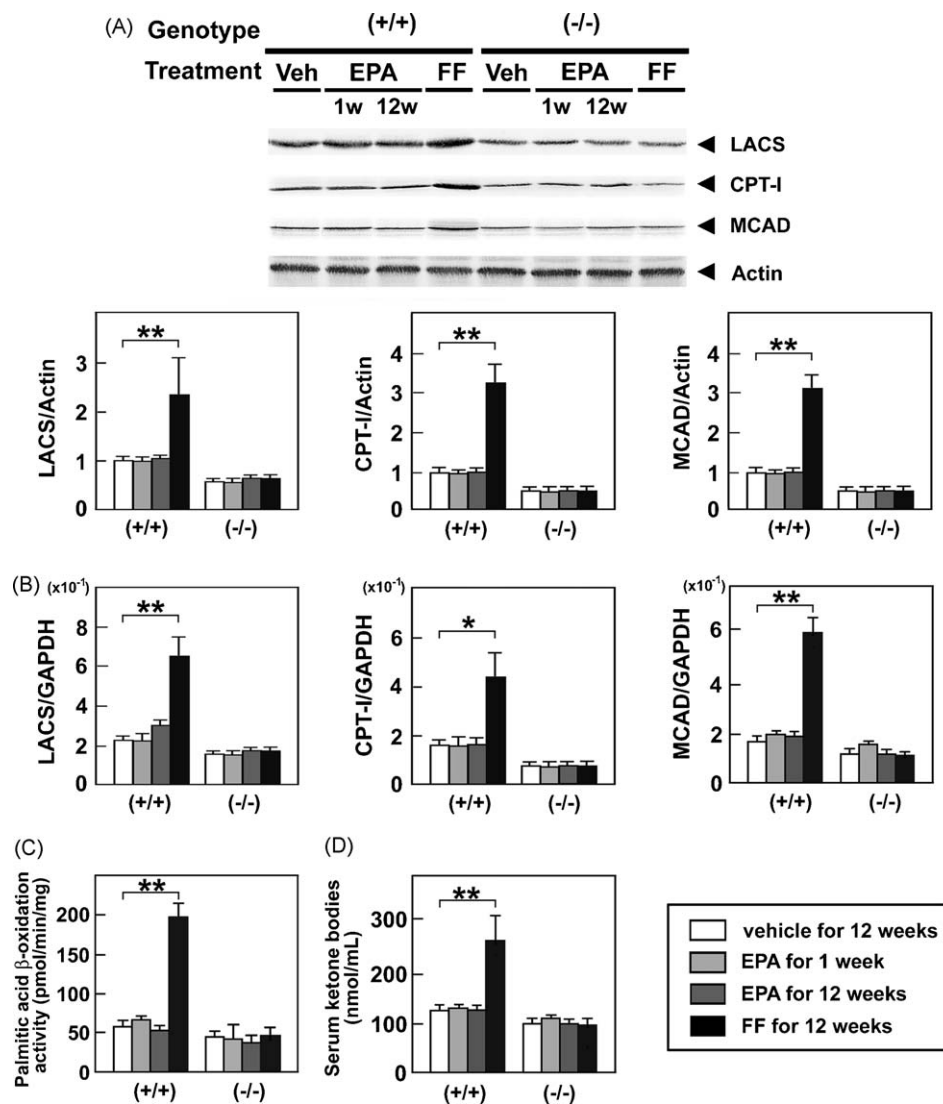 (A) Genotype (+/+) (-/-)
Treatment Veh EPA FF Veh EPA FF
1w 12w 1w 12w
LACS
CPT-I
MCAD
Actin
LACS/Actin
3
2
1
0
**
(+/+) (-/-)
CPT-I/Actin
4
3
2
1
0
**
(+/+) (-/-)
MCAD/Actin
4
3
2
1
0
**
(+/+) (-/-)
(B)
(x10⁻¹)
LACS/GAPDH
8
6
4
2
0
**
(+/+) (-/-)
(x10⁻¹)
CPT-I/GAPDH
6
4
2
0
*
(+/+) (-/-)
(x10⁻¹)
MCAD/GAPDH
6
4
2
0
**
(+/+) (-/-)
(C)
Palmitic acid β-oxidation
activity (pmol/min/mg)
200
150
100
50
0
**
(+/+) (-/-)
(D)
Serum ketone bodies
(nmol/mL)
300
200
100
0
**
(+/+) (-/-)
vehicle for 12 weeks
EPA for 1 week
EPA for 12 weeks
FF for 12 weeks